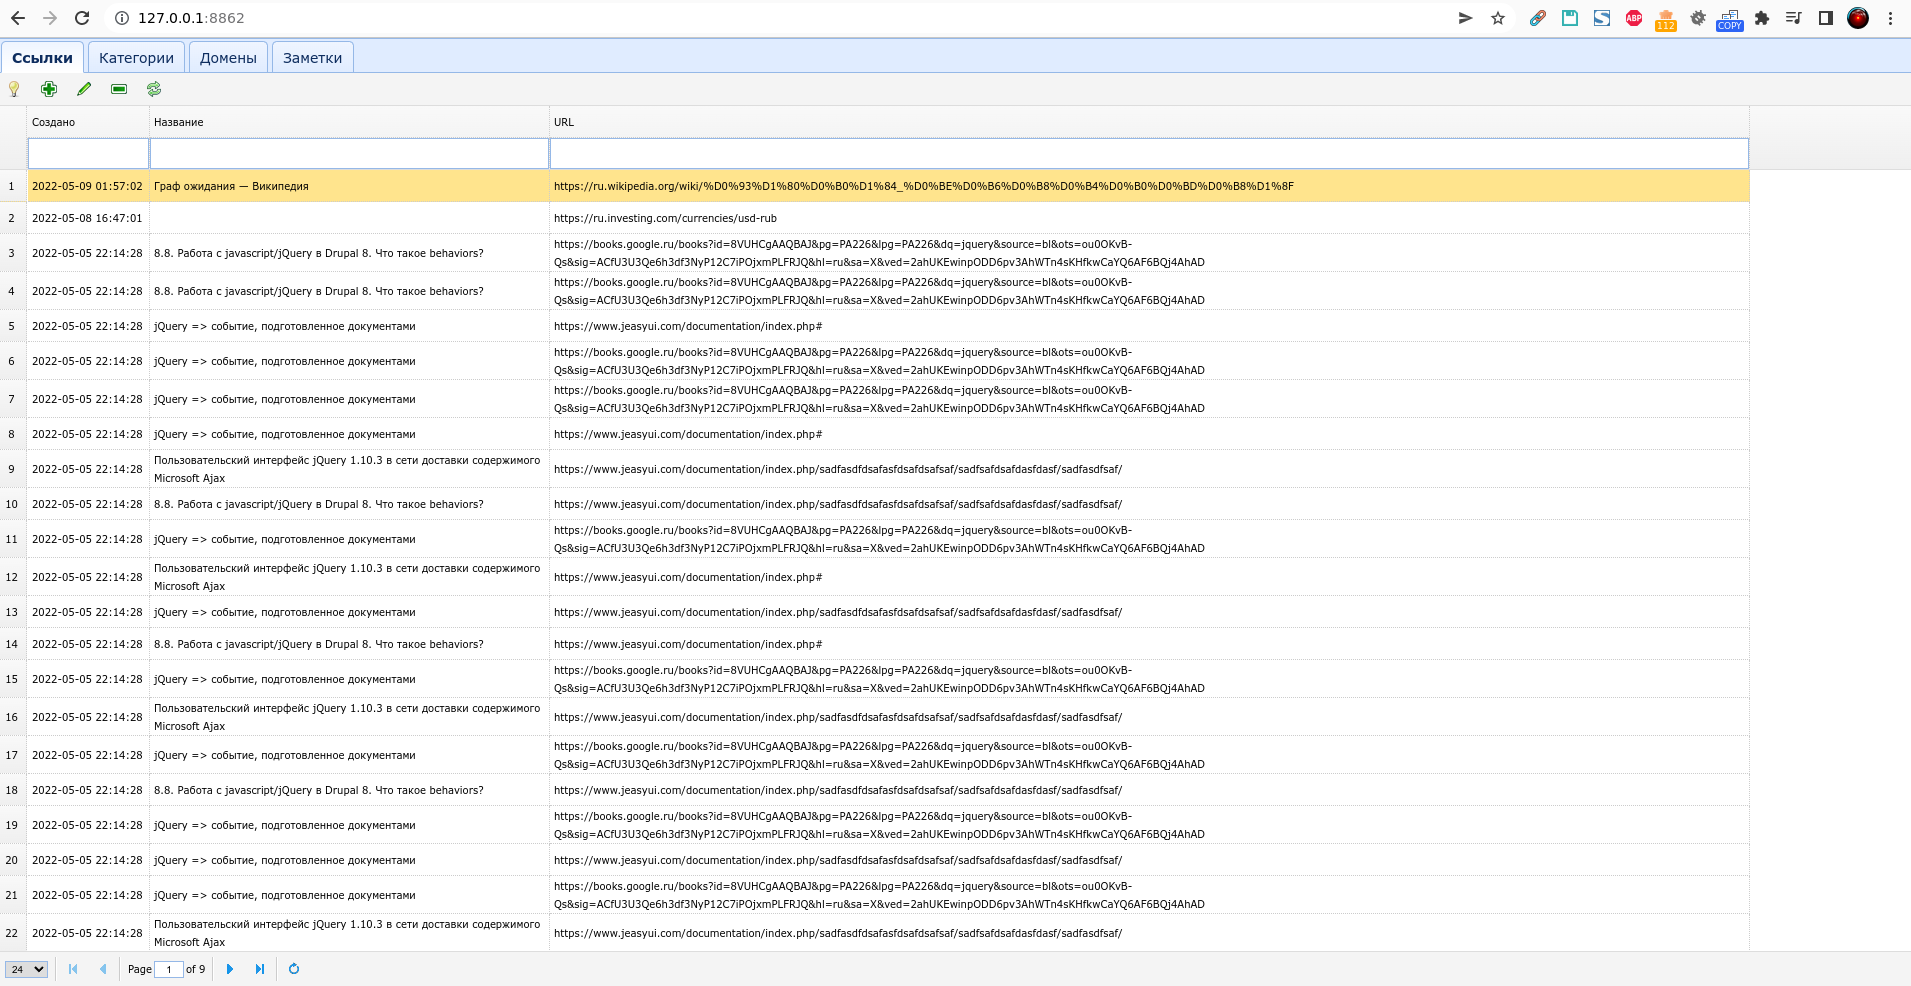 127.0.0.1:8862
ABP
112
COPY
Ссылки Категории Домены Заметки
Создано Название URL
1 2022-05-09 01:57:02 Граф ожидания — Википедия https://ru.wikipedia.org/wiki/%D0%93%D1%80%D0%B0%D1%84_%D0%BE%D0%B6%D0%B8%D0%B4%D0%B0%D0%BD%D0%B8%D1%8F
2 2022-05-08 16:47:01 https://ru.investing.com/currencies/usd-rub
3 2022-05-05 22:14:28 8.8. Работа с javascript/jQuery в Drupal 8. Что такое behaviors? https://books.google.ru/books?id=8VUHCgAAQBAJ&pg=PA226&lpg=PA226&dq=jquery&source=bl&ots=ou0OKvB-
Qs&sig=ACfU3U3Qe6h3df3NyP12C7iPOjxmPLFRJQ&hl=ru&sa=X&ved=2ahUKEwinpODD6pv3AhWTn4sKHfkwCaYQ6AF6BQj4AhAD
4 2022-05-05 22:14:28 8.8. Работа с javascript/jQuery в Drupal 8. Что такое behaviors? https://books.google.ru/books?id=8VUHCgAAQBAJ&pg=PA226&lpg=PA226&dq=jquery&source=bl&ots=ou0OKvB-
Qs&sig=ACfU3U3Qe6h3df3NyP12C7iPOjxmPLFRJQ&hl=ru&sa=X&ved=2ahUKEwinpODD6pv3AhWTn4sKHfkwCaYQ6AF6BQj4AhAD
5 2022-05-05 22:14:28 jQuery => событие, подготовленное документами https://www.jeasyui.com/documentation/index.php#
6 2022-05-05 22:14:28 jQuery => событие, подготовленное документами https://books.google.ru/books?id=8VUHCgAAQBAJ&pg=PA226&lpg=PA226&dq=jquery&source=bl&ots=ou0OKvB-
Qs&sig=ACfU3U3Qe6h3df3NyP12C7iPOjxmPLFRJQ&hl=ru&sa=X&ved=2ahUKEwinpODD6pv3AhWTn4sKHfkwCaYQ6AF6BQj4AhAD
7 2022-05-05 22:14:28 jQuery => событие, подготовленное документами https://books.google.ru/books?id=8VUHCgAAQBAJ&pg=PA226&lpg=PA226&dq=jquery&source=bl&ots=ou0OKvB-
Qs&sig=ACfU3U3Qe6h3df3NyP12C7iPOjxmPLFRJQ&hl=ru&sa=X&ved=2ahUKEwinpODD6pv3AhWTn4sKHfkwCaYQ6AF6BQj4AhAD
8 2022-05-05 22:14:28 jQuery => событие, подготовленное документами https://www.jeasyui.com/documentation/index.php#
9 2022-05-05 22:14:28 Пользовательский интерфейс jQuery 1.10.3 в сети доставки содержимого
Microsoft Ajax https://www.jeasyui.com/documentation/index.php/sadfasdfdsafasfdsafdsafsaf/sadfsafdsafdasfdasf/sadfasdfsaf/
10 2022-05-05 22:14:28 8.8. Работа с javascript/jQuery в Drupal 8. Что такое behaviors? https://www.jeasyui.com/documentation/index.php/sadfasdfdsafasfdsafdsafsaf/sadfsafdsafdasfdasf/sadfasdfsaf/
11 2022-05-05 22:14:28 jQuery => событие, подготовленное документами https://books.google.ru/books?id=8VUHCgAAQBAJ&pg=PA226&lpg=PA226&dq=jquery&source=bl&ots=ou0OKvB-
Qs&sig=ACfU3U3Qe6h3df3NyP12C7iPOjxmPLFRJQ&hl=ru&sa=X&ved=2ahUKEwinpODD6pv3AhWTn4sKHfkwCaYQ6AF6BQj4AhAD
12 2022-05-05 22:14:28 Пользовательский интерфейс jQuery 1.10.3 в сети доставки содержимого
Microsoft Ajax https://www.jeasyui.com/documentation/index.php#
13 2022-05-05 22:14:28 jQuery => событие, подготовленное документами https://www.jeasyui.com/documentation/index.php/sadfasdfdsafasfdsafdsafsaf/sadfsafdsafdasfdasf/sadfasdfsaf/
14 2022-05-05 22:14:28 8.8. Работа с javascript/jQuery в Drupal 8. Что такое behaviors? https://www.jeasyui.com/documentation/index.php#
15 2022-05-05 22:14:28 jQuery => событие, подготовленное документами https://books.google.ru/books?id=8VUHCgAAQBAJ&pg=PA226&lpg=PA226&dq=jquery&source=bl&ots=ou0OKvB-
Qs&sig=ACfU3U3Qe6h3df3NyP12C7iPOjxmPLFRJQ&hl=ru&sa=X&ved=2ahUKEwinpODD6pv3AhWTn4sKHfkwCaYQ6AF6BQj4AhAD
16 2022-05-05 22:14:28 Пользовательский интерфейс jQuery 1.10.3 в сети доставки содержимого
Microsoft Ajax https://www.jeasyui.com/documentation/index.php/sadfasdfdsafasfdsafdsafsaf/sadfsafdsafdasfdasf/sadfasdfsaf/
17 2022-05-05 22:14:28 jQuery => событие, подготовленное документами https://books.google.ru/books?id=8VUHCgAAQBAJ&pg=PA226&lpg=PA226&dq=jquery&source=bl&ots=ou0OKvB-
Qs&sig=ACfU3U3Qe6h3df3NyP12C7iPOjxmPLFRJQ&hl=ru&sa=X&ved=2ahUKEwinpODD6pv3AhWTn4sKHfkwCaYQ6AF6BQj4AhAD
18 2022-05-05 22:14:28 8.8. Работа с javascript/jQuery в Drupal 8. Что такое behaviors? https://www.jeasyui.com/documentation/index.php/sadfasdfdsafasfdsafdsafsaf/sadfsafdsafdasfdasf/sadfasdfsaf/
19 2022-05-05 22:14:28 jQuery => событие, подготовленное документами https://books.google.ru/books?id=8VUHCgAAQBAJ&pg=PA226&lpg=PA226&dq=jquery&source=bl&ots=ou0OKvB-
Qs&sig=ACfU3U3Qe6h3df3NyP12C7iPOjxmPLFRJQ&hl=ru&sa=X&ved=2ahUKEwinpODD6pv3AhWTn4sKHfkwCaYQ6AF6BQj4AhAD
20 2022-05-05 22:14:28 jQuery => событие, подготовленное документами https://www.jeasyui.com/documentation/index.php/sadfasdfdsafasfdsafdsafsaf/sadfsafdsafdasfdasf/sadfasdfsaf/
21 2022-05-05 22:14:28 jQuery => событие, подготовленное документами https://books.google.ru/books?id=8VUHCgAAQBAJ&pg=PA226&lpg=PA226&dq=jquery&source=bl&ots=ou0OKvB-
Qs&sig=ACfU3U3Qe6h3df3NyP12C7iPOjxmPLFRJQ&hl=ru&sa=X&ved=2ahUKEwinpODD6pv3AhWTn4sKHfkwCaYQ6AF6BQj4AhAD
22 2022-05-05 22:14:28 Пользовательский интерфейс jQuery 1.10.3 в сети доставки содержимого
Microsoft Ajax https://www.jeasyui.com/documentation/index.php/sadfasdfdsafasfdsafdsafsaf/sadfsafdsafdasfdasf/sadfasdfsaf/
24 Page 1 of 9